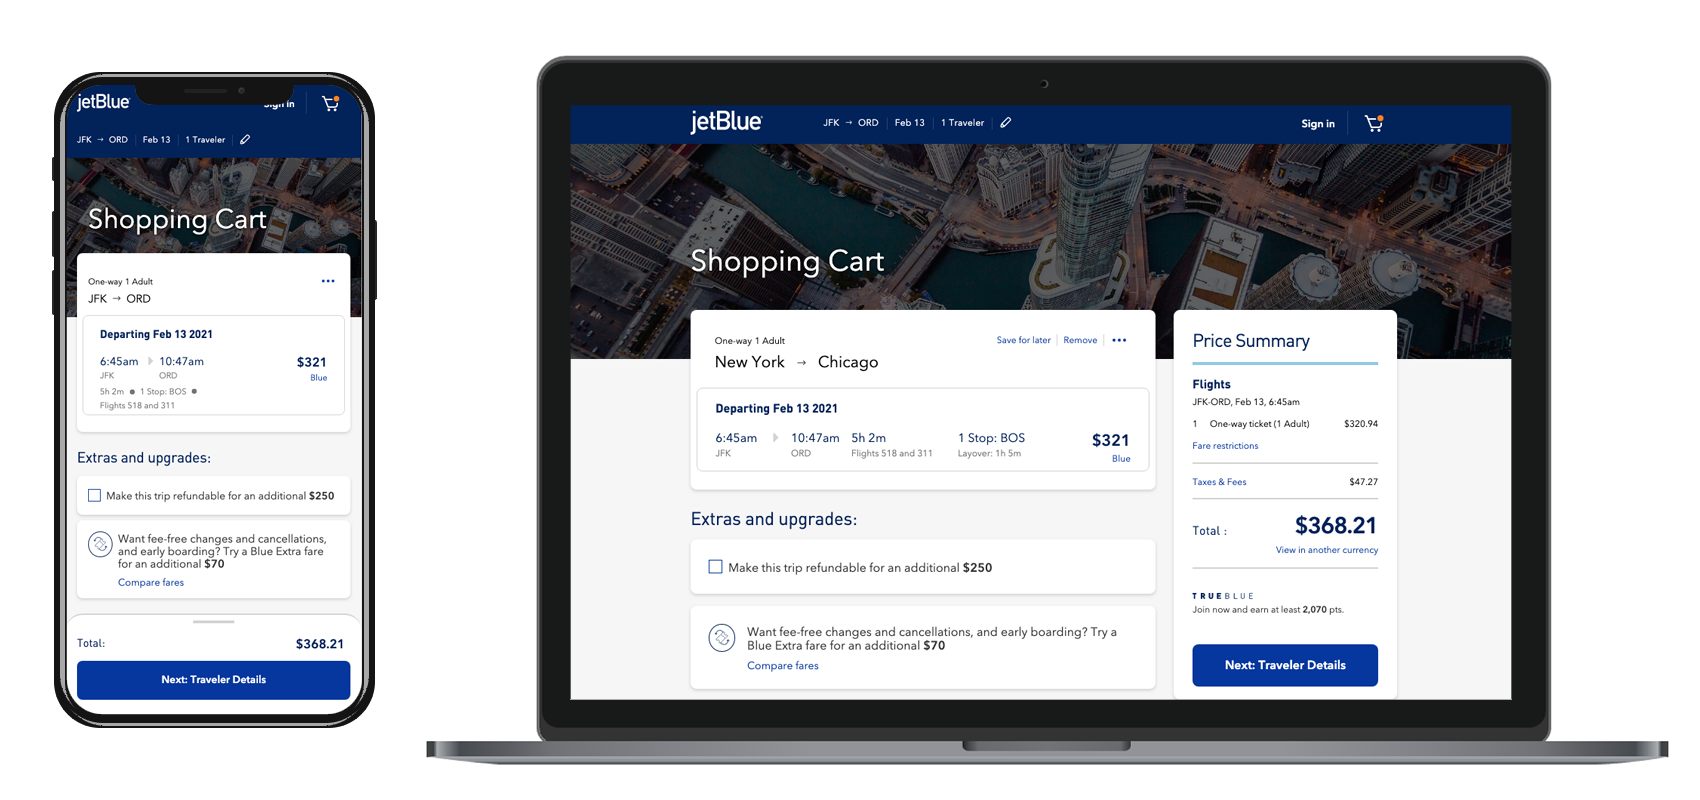 jetBlue
Sign in
JFK → ORD | Feb 13 | 1 Traveler
Shopping Cart
One-way 1 Adult
JFK → ORD
Departing Feb 13 2021
6:45am 10:47am $321
JFK ORD Blue
5h 2m • 1 Stop: BOS •
Flights 518 and 311
Extras and upgrades:
Make this trip refundable for an additional $250
Want fee-free changes and cancellations,
and early boarding? Try a Blue Extra fare
for an additional $70
Compare fares
Total: $368.21
Next: Traveler Details
jetBlue JFK → ORD | Feb 13 | 1 Traveler Sign in
Shopping Cart
One-way 1 Adult Save for later | Remove
New York → Chicago
Departing Feb 13 2021
6:45am 10:47am 5h 2m 1 Stop: BOS $321
JFK ORD Flights 518 and 311 Layover: 1h 5m Blue
Extras and upgrades:
Make this trip refundable for an additional $250
Want fee-free changes and cancellations, and early boarding? Try a
Blue Extra fare for an additional $70
Compare fares
Price Summary
Flights
JFK-ORD, Feb 13, 6:45am
1 One-way ticket (1 Adult) $320.94
Fare restrictions
Taxes & Fees $47.27
Total : $368.21
View in another currency
TRUEBLUE
Join now and earn at least 2,070 pts.
Next: Traveler Details